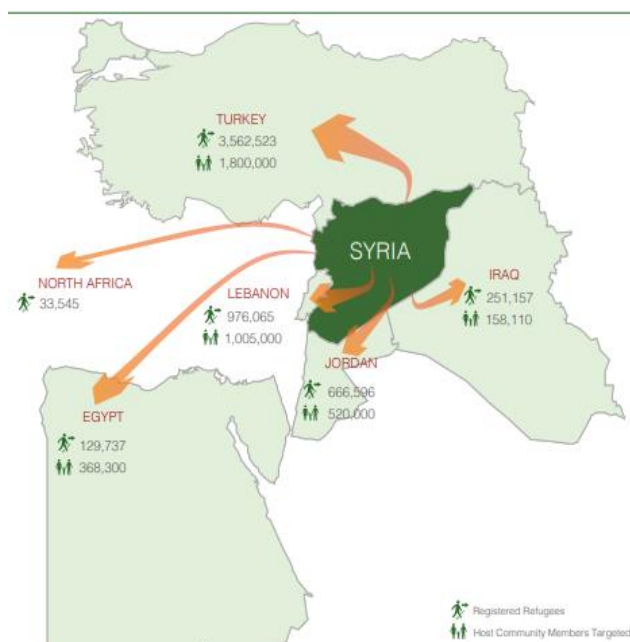 TURKEY
3,562,523
1,800,000
SYRIA
NORTH AFRICA
33,545
LEBANON
976,065
1,005,000
IRAQ
251,157
158,110
JORDAN
666,596
520,000
EGYPT
129,737
368,300
Registered Refugees
Host Community Members Targeted